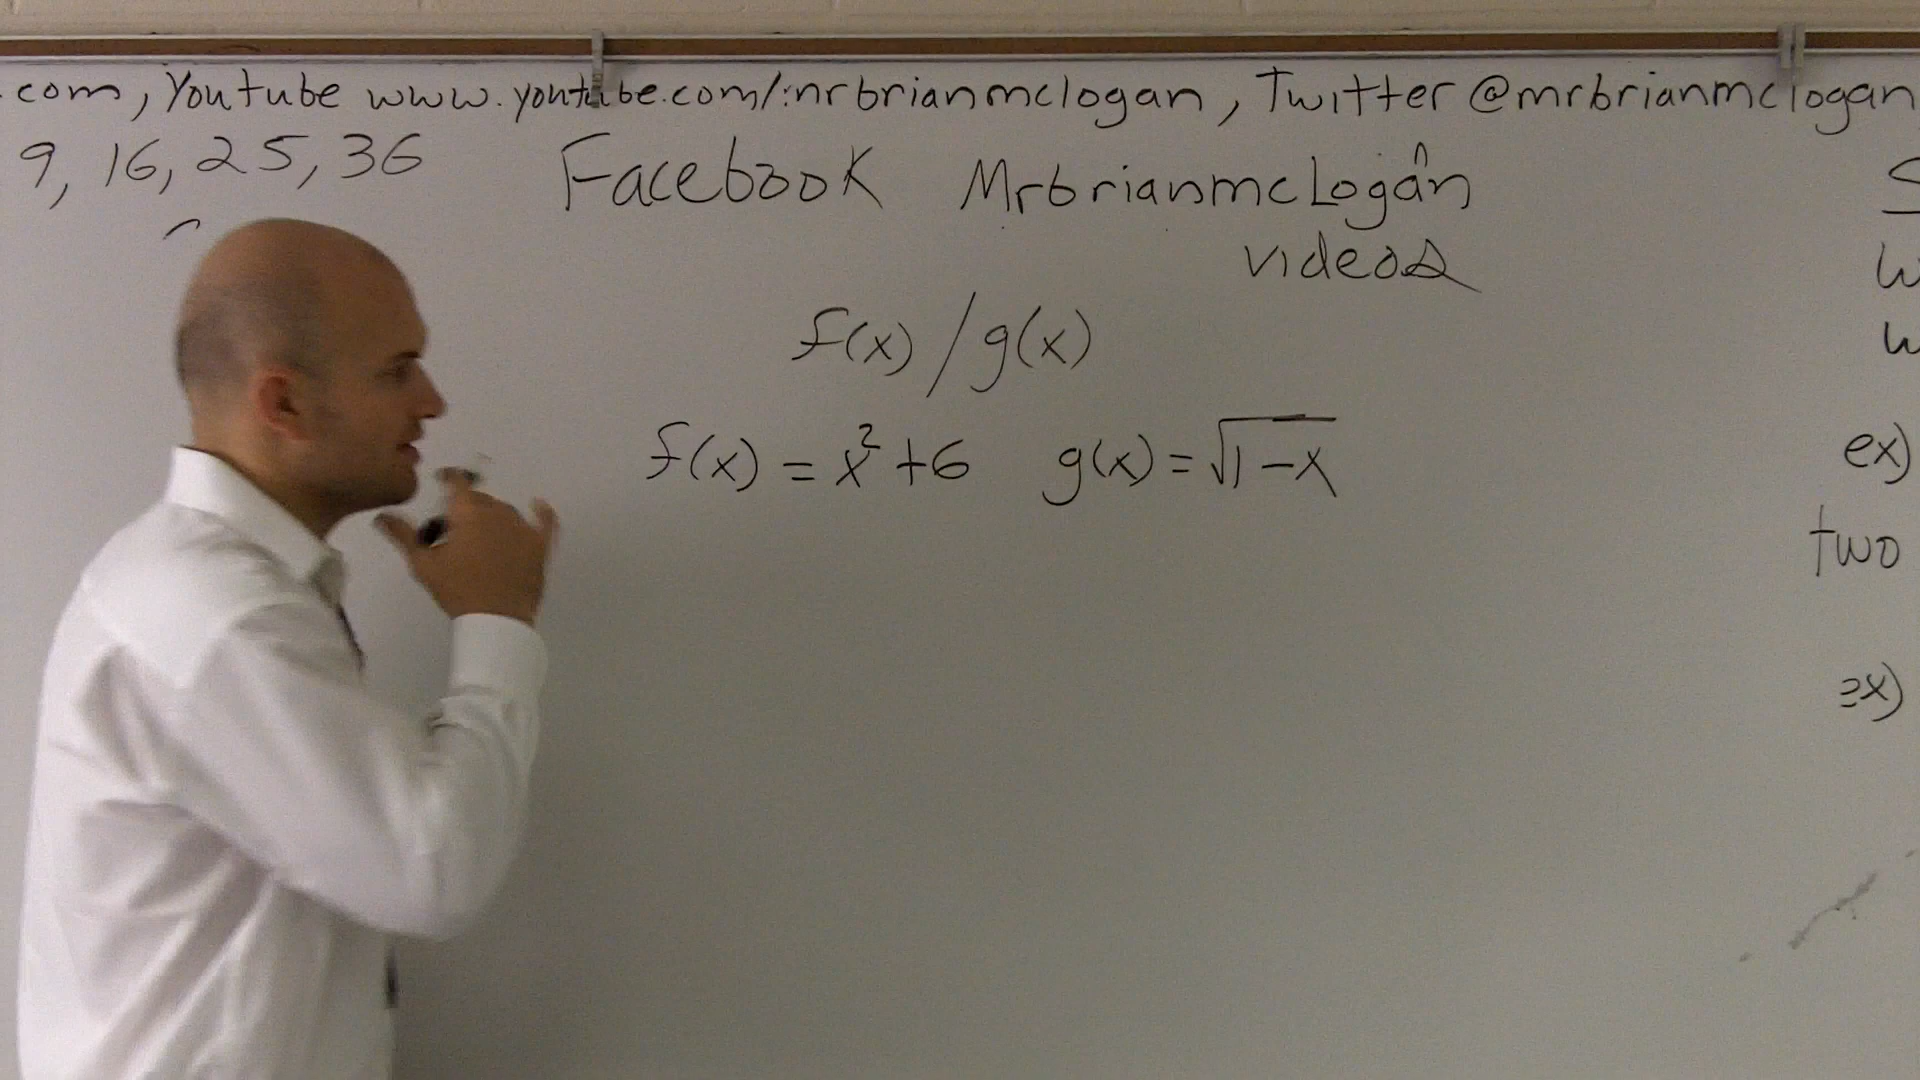 .com, Youtube www.youtube.com/mrbrianmclogan, Twitter @mrbrianmclogan
9, 16, 25, 36
Facebook MrbrianmcLogan
videos
f(x) / g(x)
f(x) = x² + 6 g(x) = √1-x
ex)
two
ex)